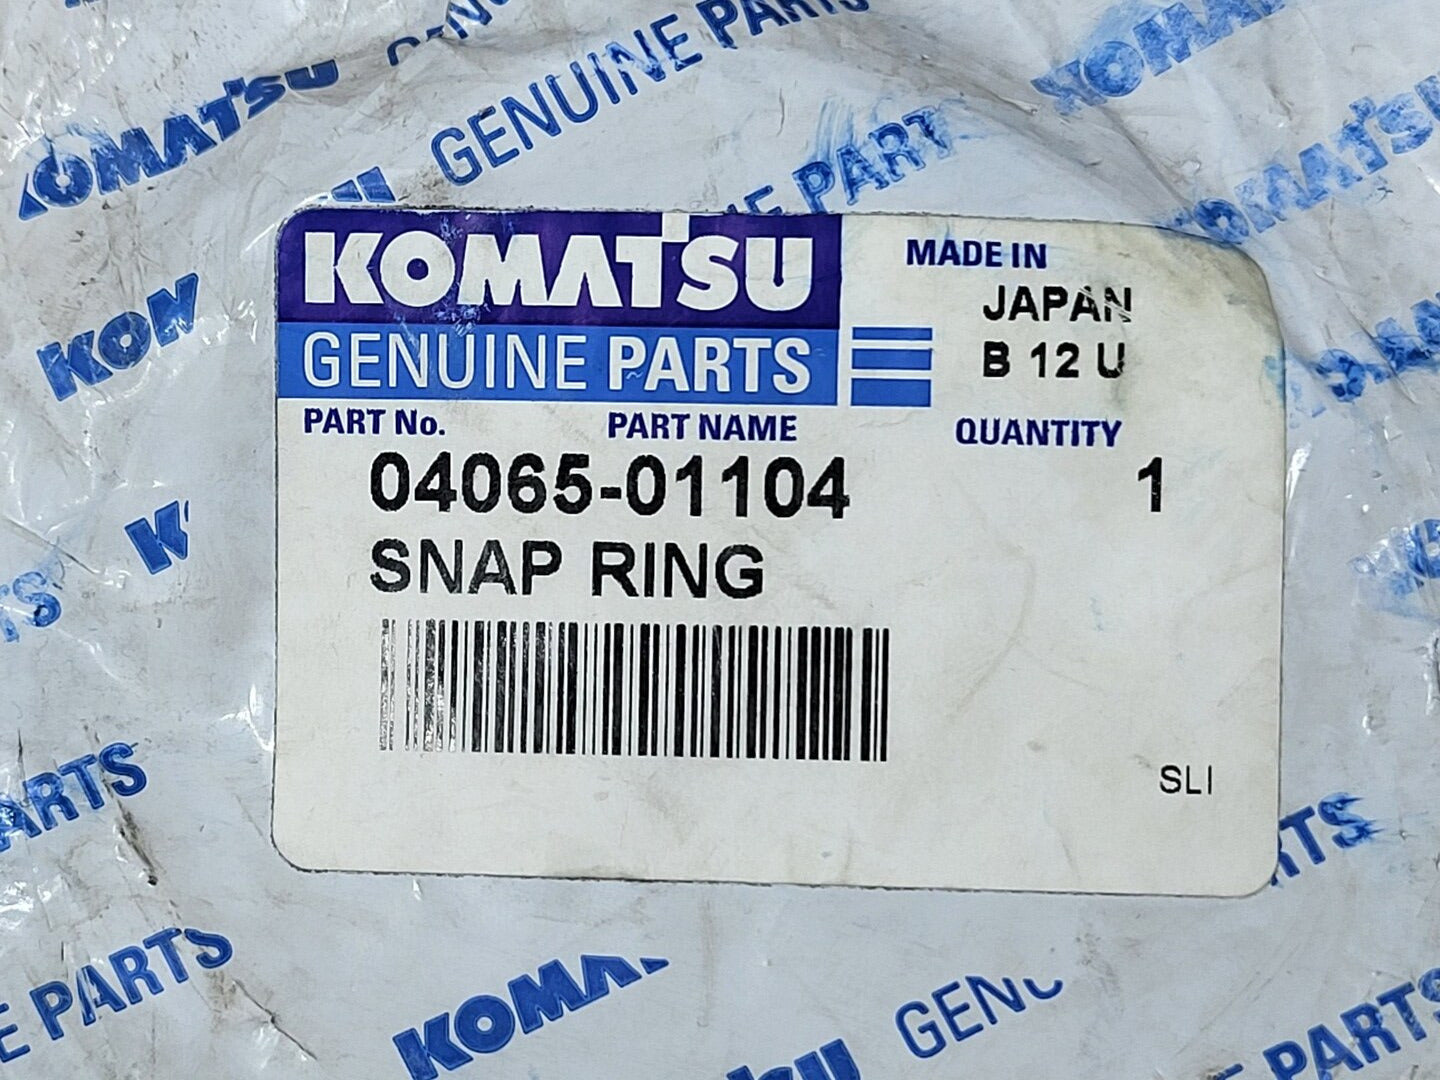 GENUINE PARTS
KOMATSU
KOMATSU
GENUINE PARTS
KOMATSU
PART
KOMATSU
MADE IN
JAPAN
B 12 U
GENUINE PARTS
PART No.
PART NAME
QUANTITY
04065-01104
1
SNAP RING
SLI
PARTS
PARTS